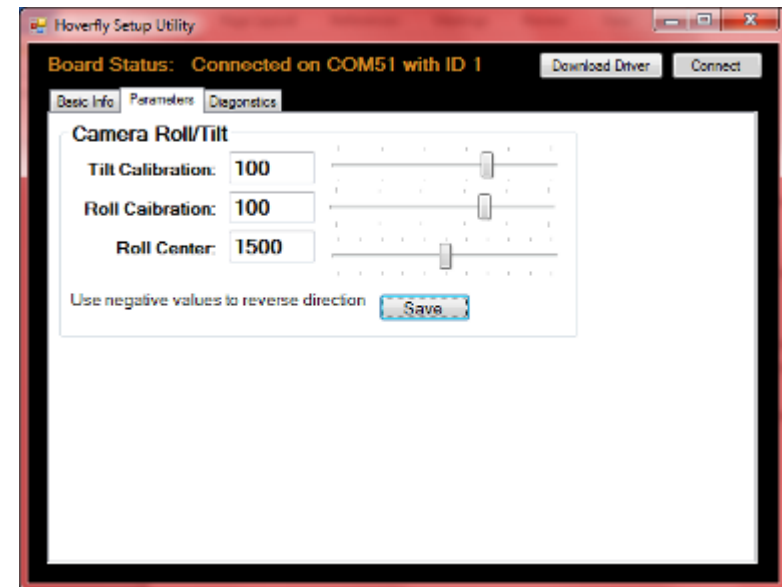 Hoverfly Setup Utility
Board Status: Connected on COM51 with ID 1 Download Driver Connect
Basic Info Parameters Diagonstics
Camera Roll/Tilt
Tilt Calibration: 100
Roll Caibration: 100
Roll Center: 1500
Use negative values to reverse direction Save